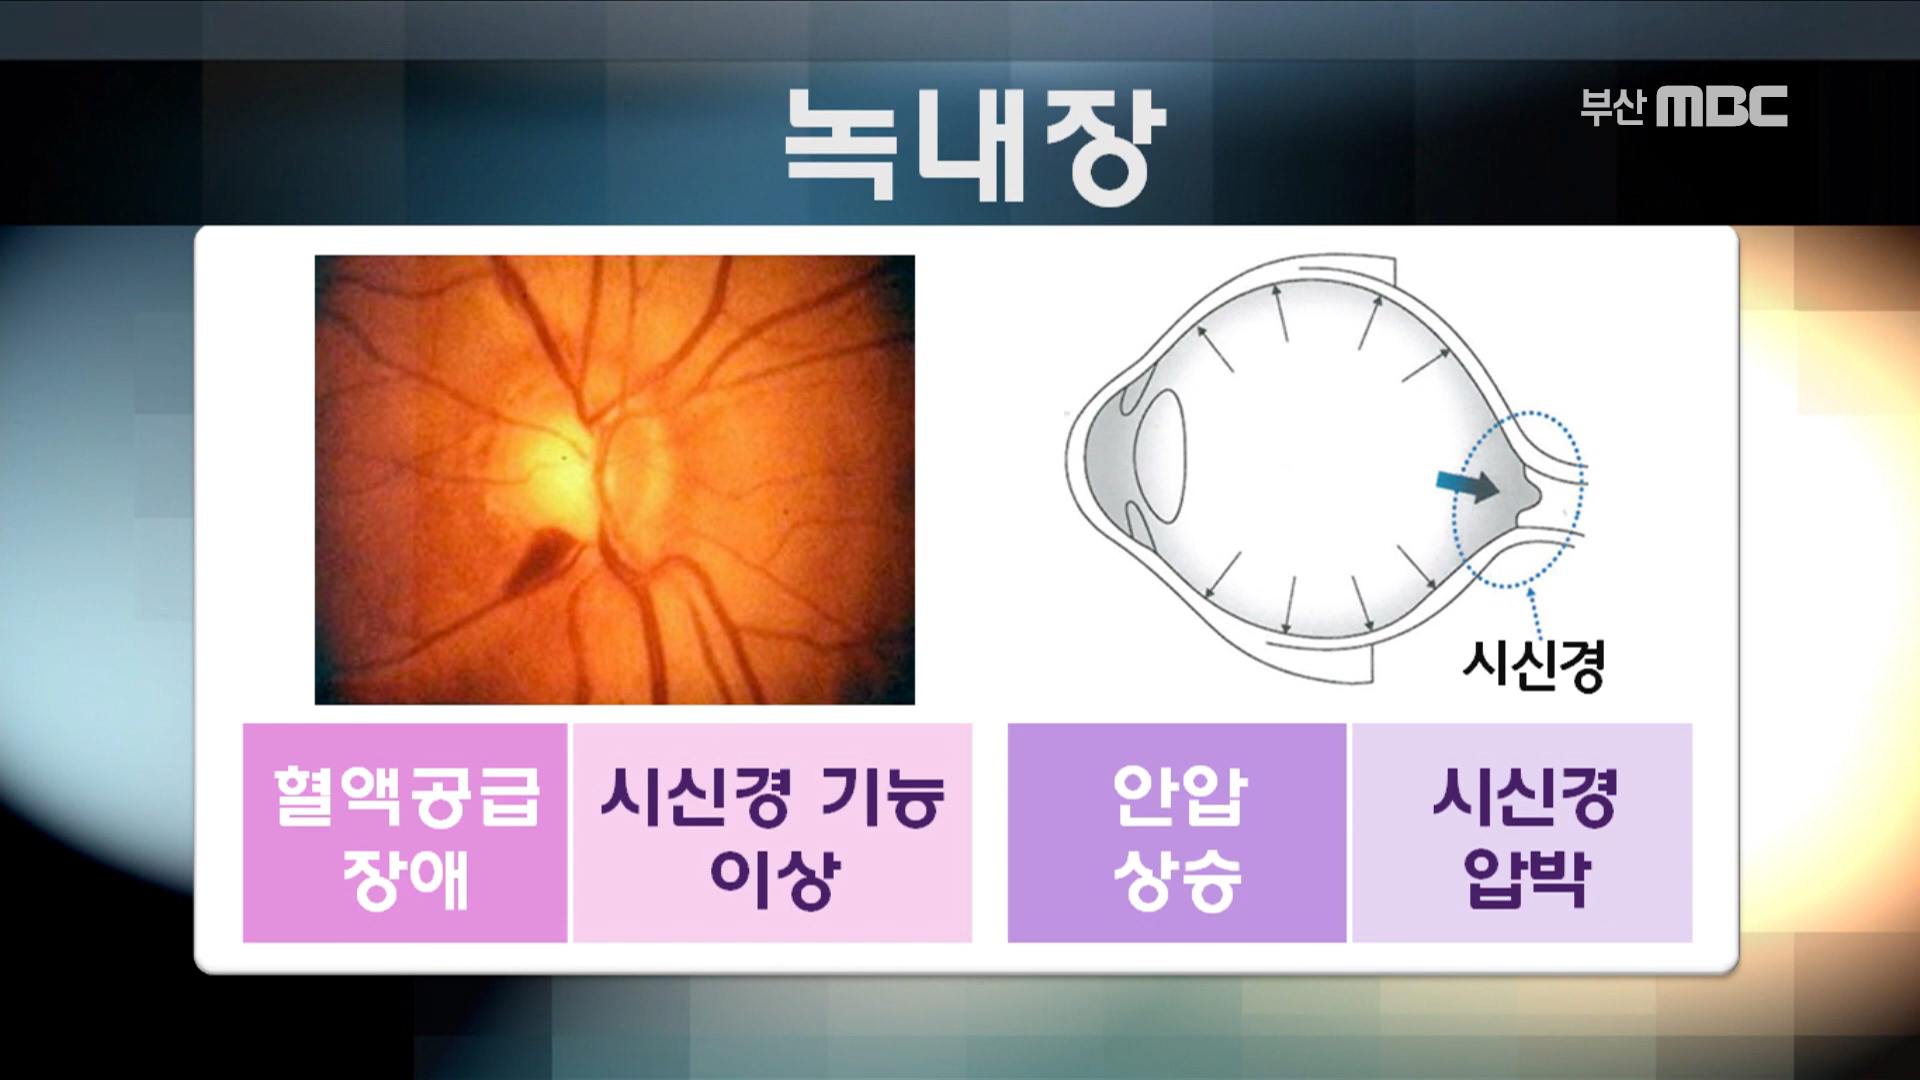 녹내장
부산 MBC
시신경
혈액공급
장애
시신경 기능
이상
안압
상승
시신경
압박